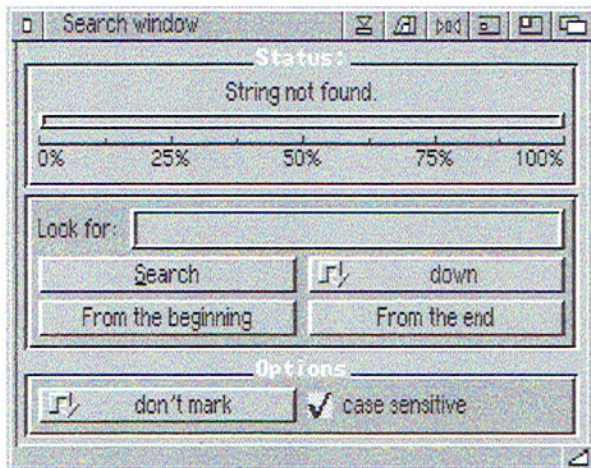 Search window
Status:
String not found.
0% 25% 50% 75% 100%
Look for:
Search down
From the beginning From the end
Options
don't mark case sensitive